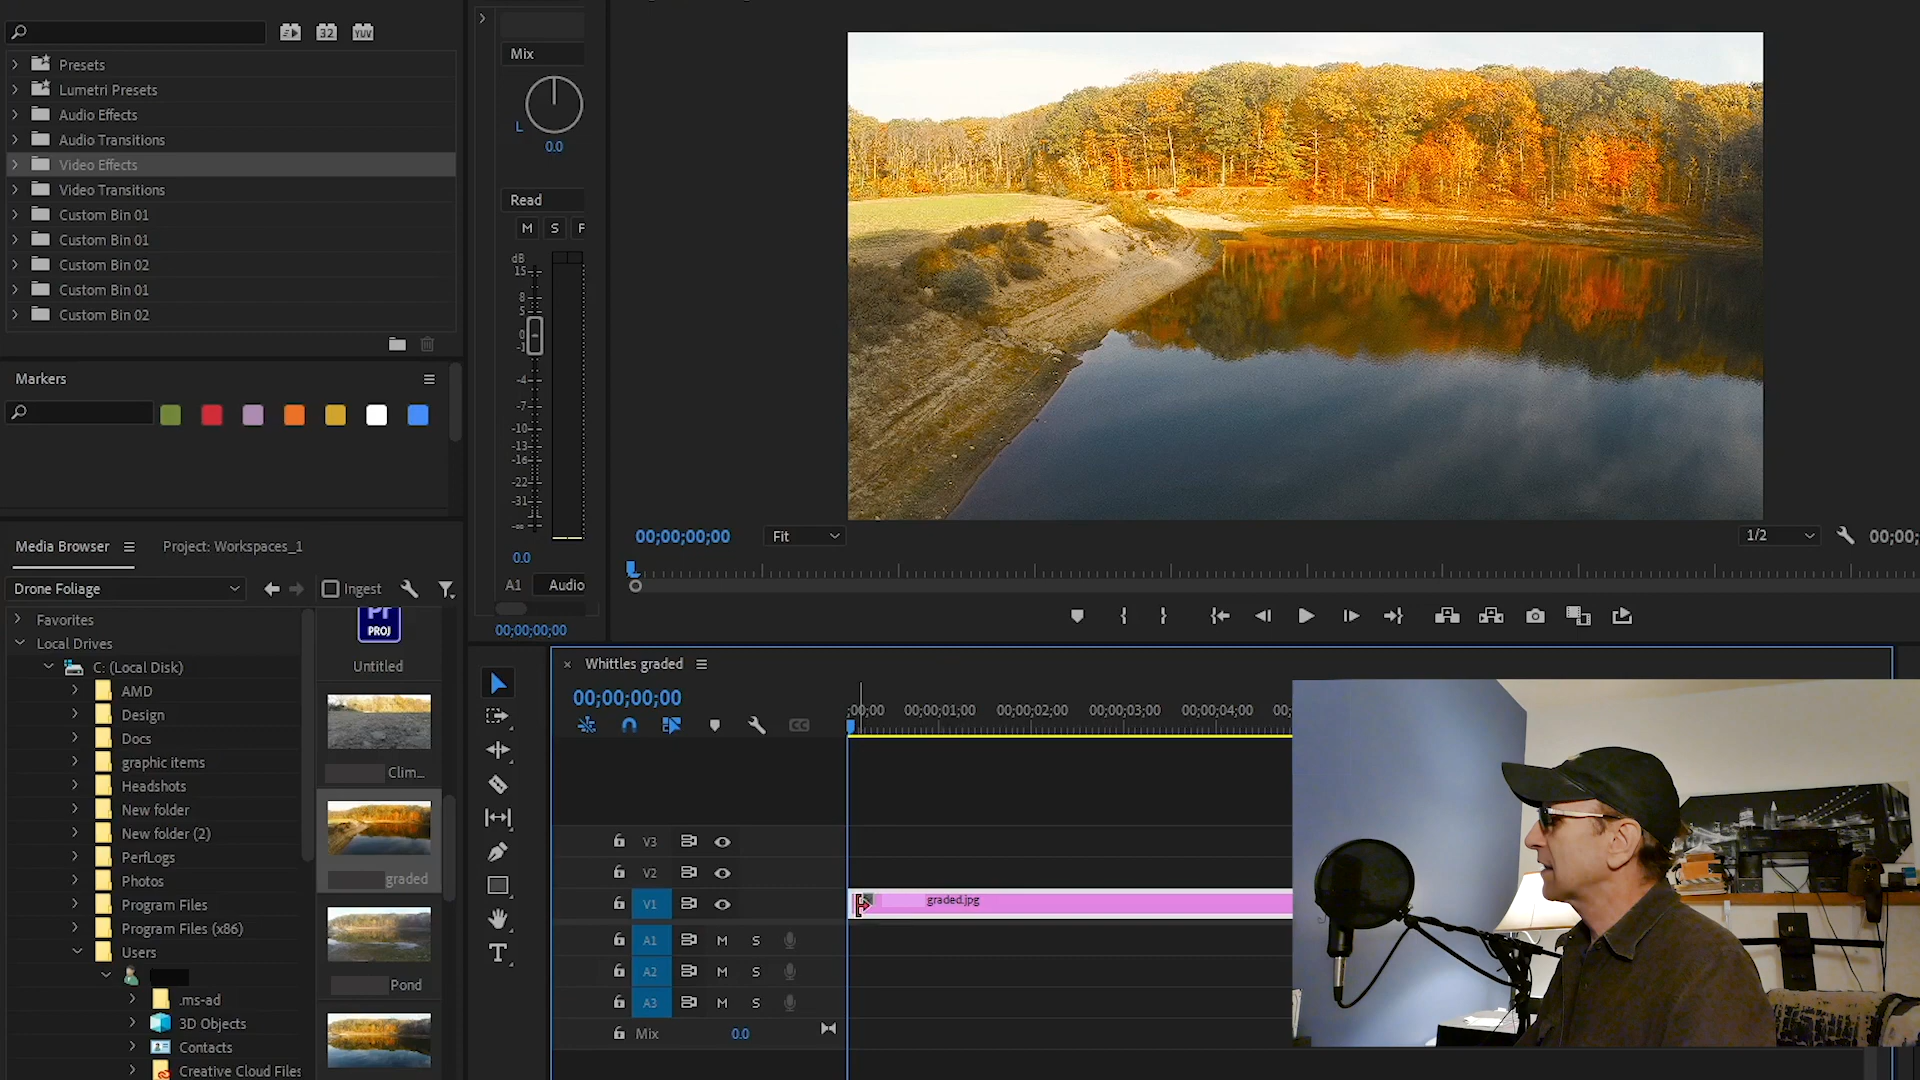 32 YUV
Presets
Lumetri Presets
Audio Effects
Audio Transitions
Video Effects
Video Transitions
Custom Bin 01
Custom Bin 01
Custom Bin 02
Custom Bin 01
Custom Bin 02
Markers
Media Browser
Project: Workspaces_1
Drone Foliage
Ingest
Favorites
Local Drives
C: (Local Disk)
AMD
Design
Docs
graphic items
Headshots
New folder
New folder (2)
PerfLogs
Photos
Program Files
Program Files (x86)
Users
.ms-ad
3D Objects
Contacts
Creative Cloud Files
PROJ
Untitled
Clim...
graded
Pond
Mix
L
0.0
Read
M S
dB
15
8
5
0
-1
-4
-7
-10
-13
-16
-22
-31
-∞
0.0
A1 Audio
00;00;00;00
00;00;00;00
Fit
1/2
00;00;
Whittles graded
00;00;00;00
;00;00 00;00;01;00 00;00;02;00 00;00;03;00 00;00;04;00 00;
CC
V3
V2
V1
graded.jpg
A1 M S
A2 M S
A3 M S
Mix 0.0
T